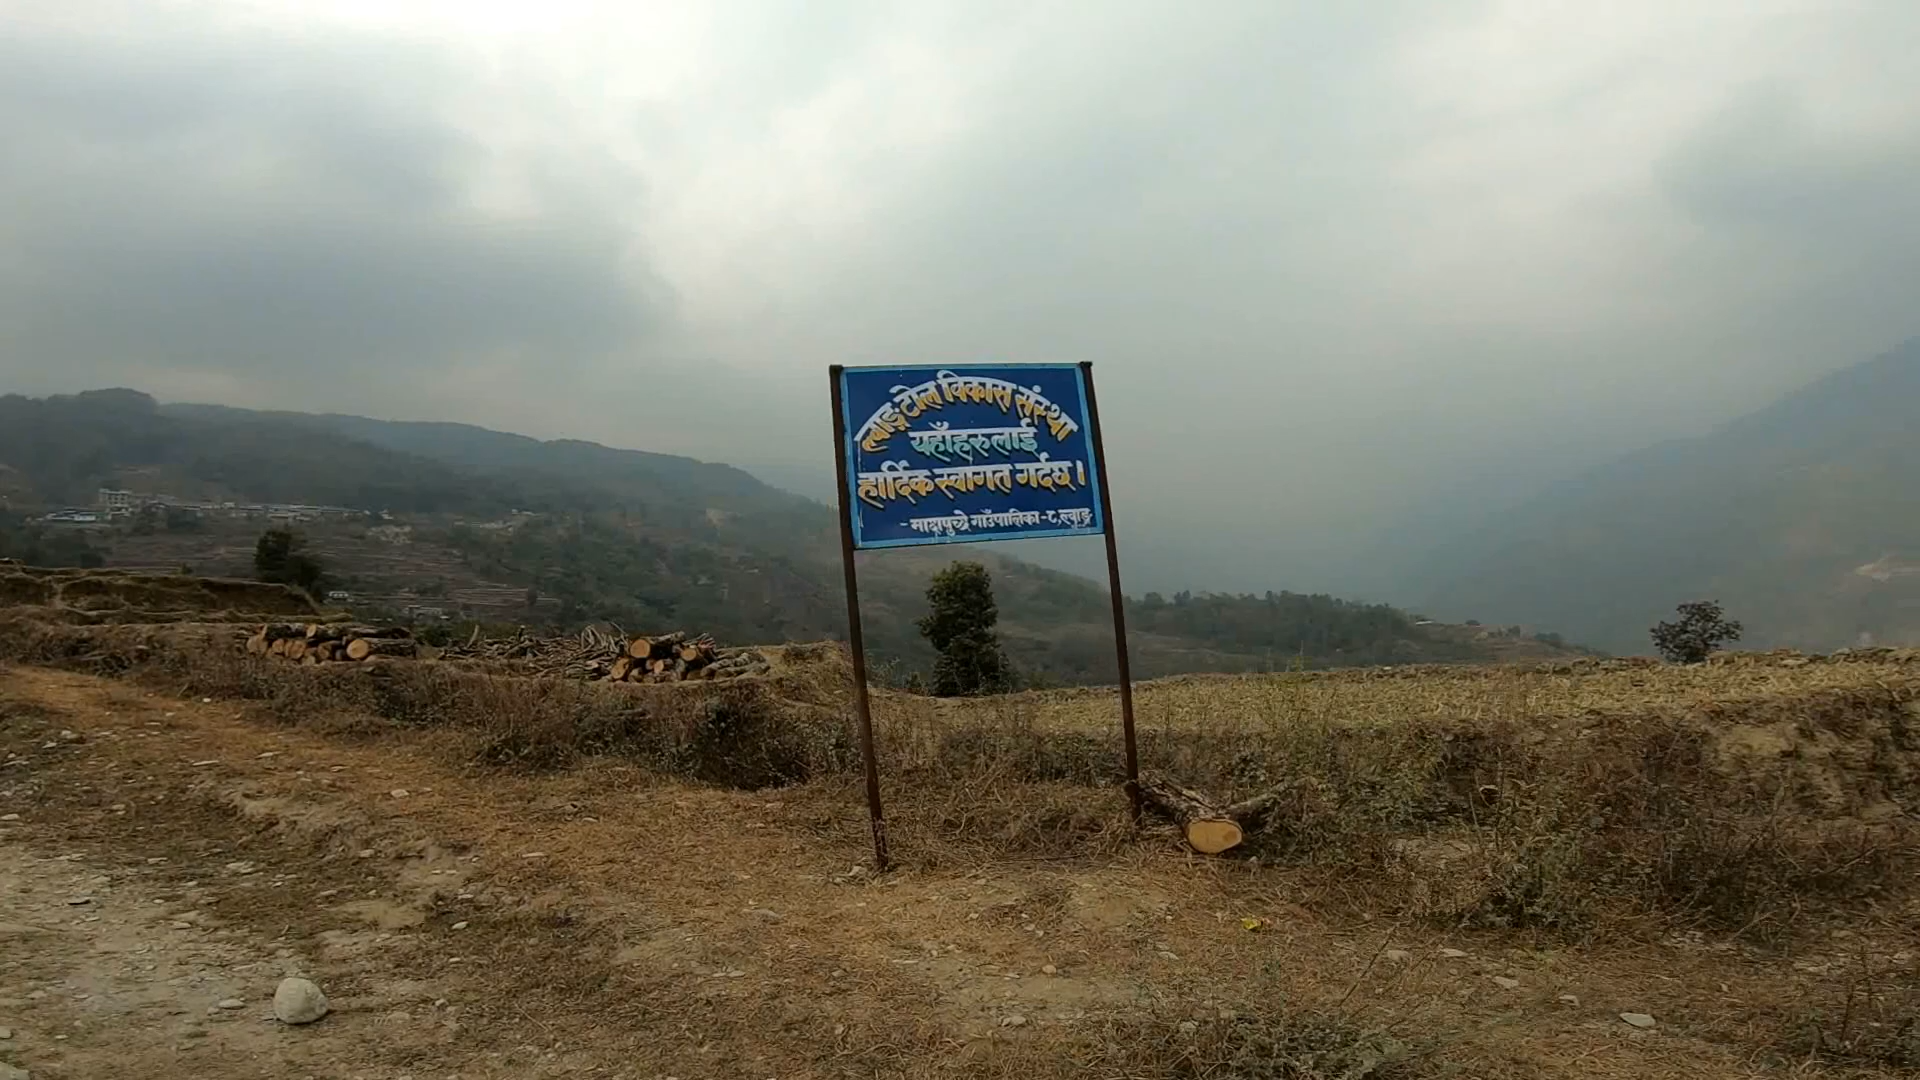 ल्वाङ टोल विकास संस्था
यहाँहरुलाई
हार्दिक स्वागत गर्दछ।
-माछापुच्छ्रे गाउँपालिका-८, ल्वाङ